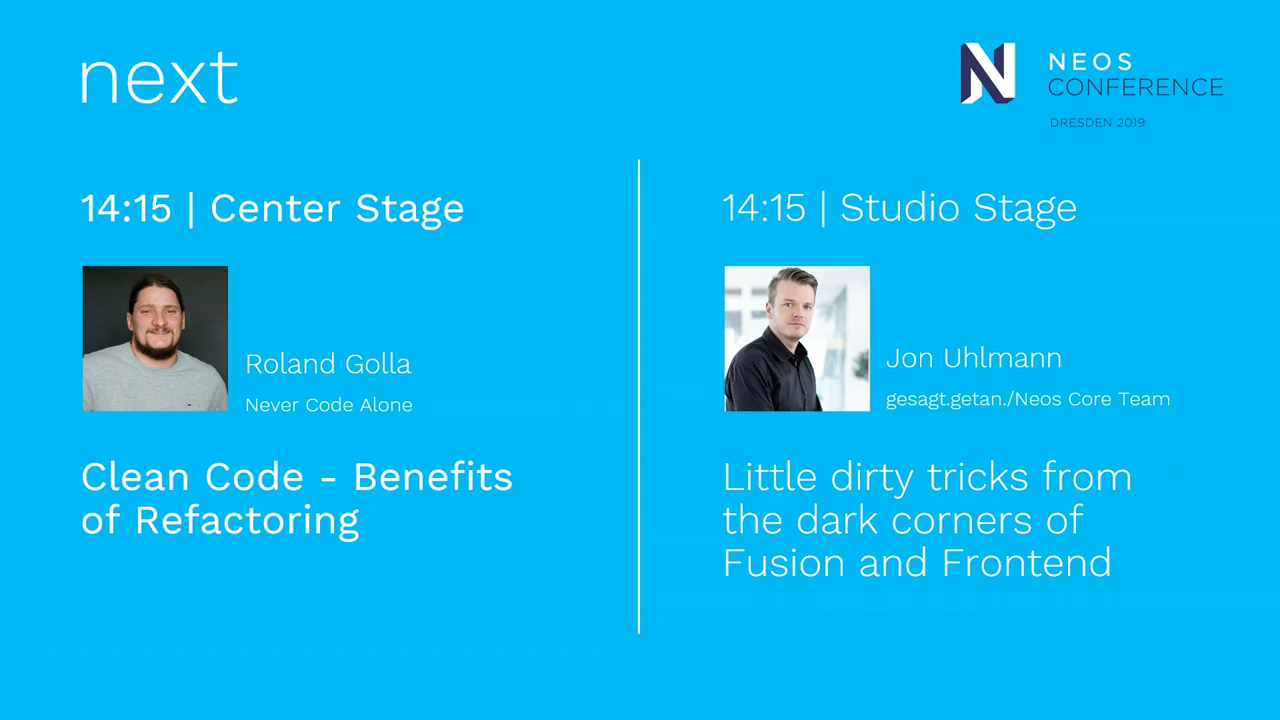 next
NEOS
CONFERENCE
DRESDEN 2019
14:15 | Center Stage
Roland Golla
Never Code Alone
Clean Code - Benefits
of Refactoring
14:15 | Studio Stage
Jon Uhlmann
gesagt.getan./Neos Core Team
Little dirty tricks from
the dark corners of
Fusion and Frontend